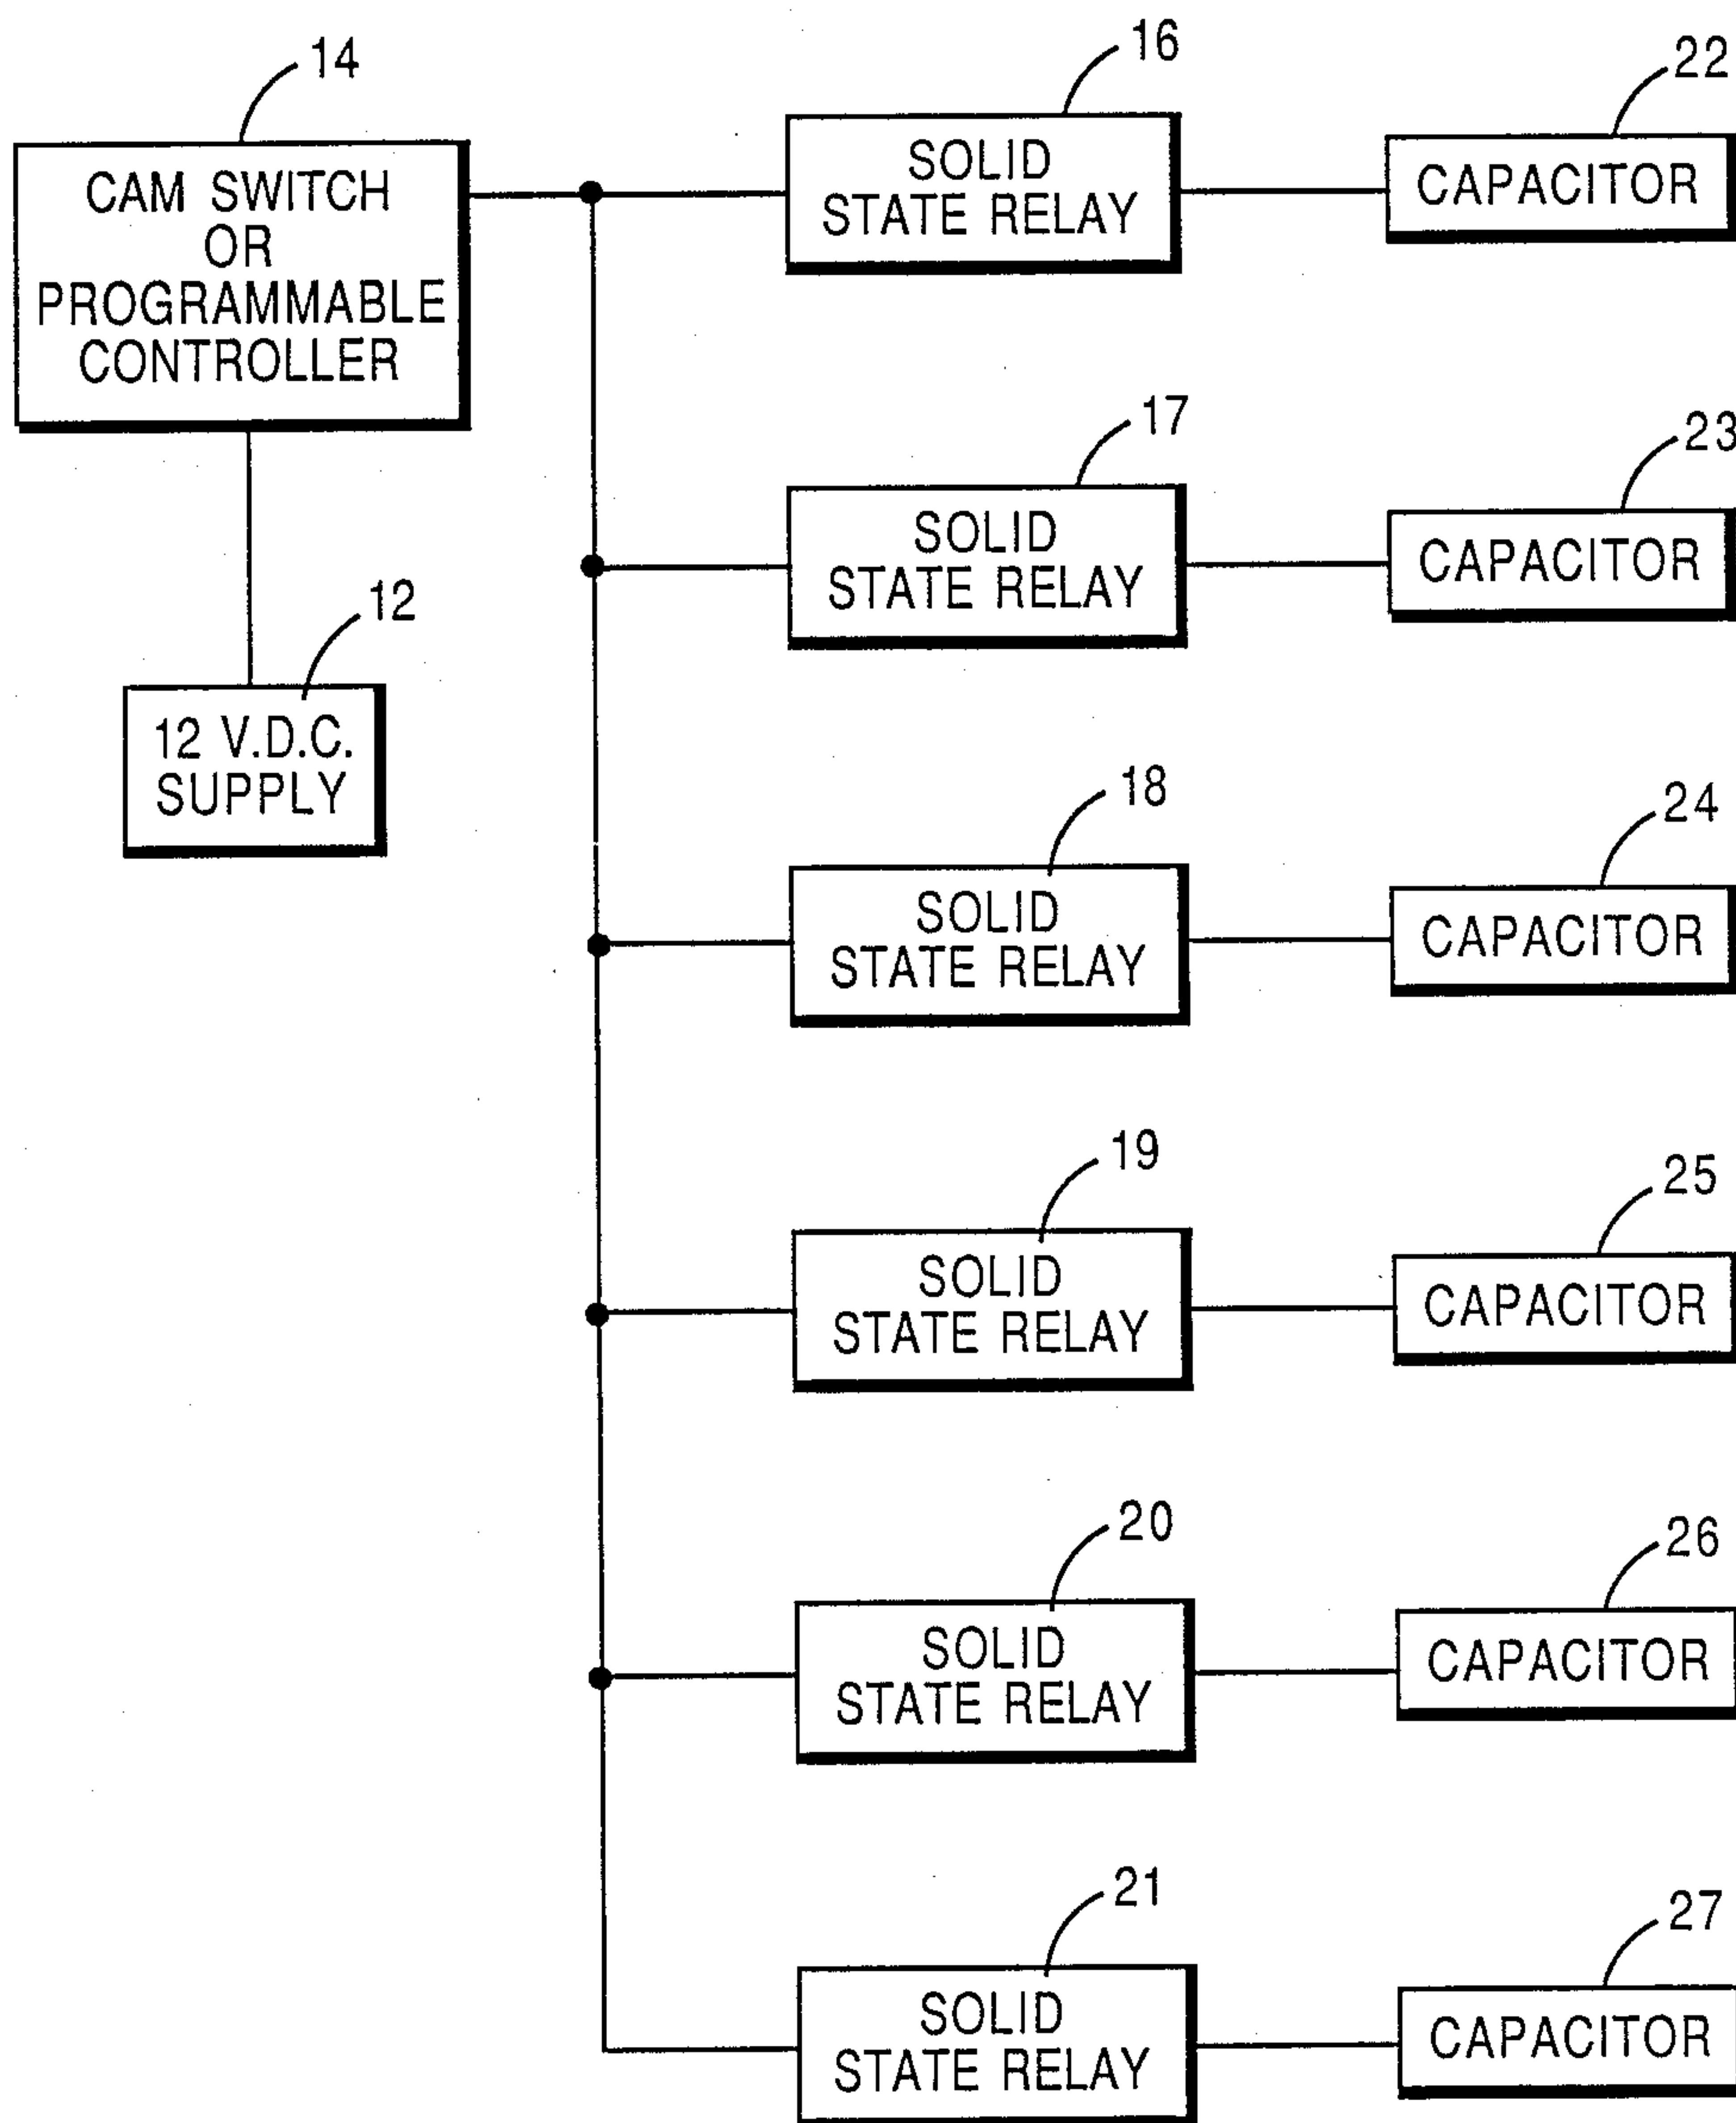 14
CAM SWITCH
OR
PROGRAMMABLE
CONTROLLER
12
12 V.D.C.
SUPPLY
16
SOLID
STATE RELAY
22
CAPACITOR
17
SOLID
STATE RELAY
23
CAPACITOR
18
SOLID
STATE RELAY
24
CAPACITOR
19
SOLID
STATE RELAY
25
CAPACITOR
20
SOLID
STATE RELAY
26
CAPACITOR
21
SOLID
STATE RELAY
27
CAPACITOR